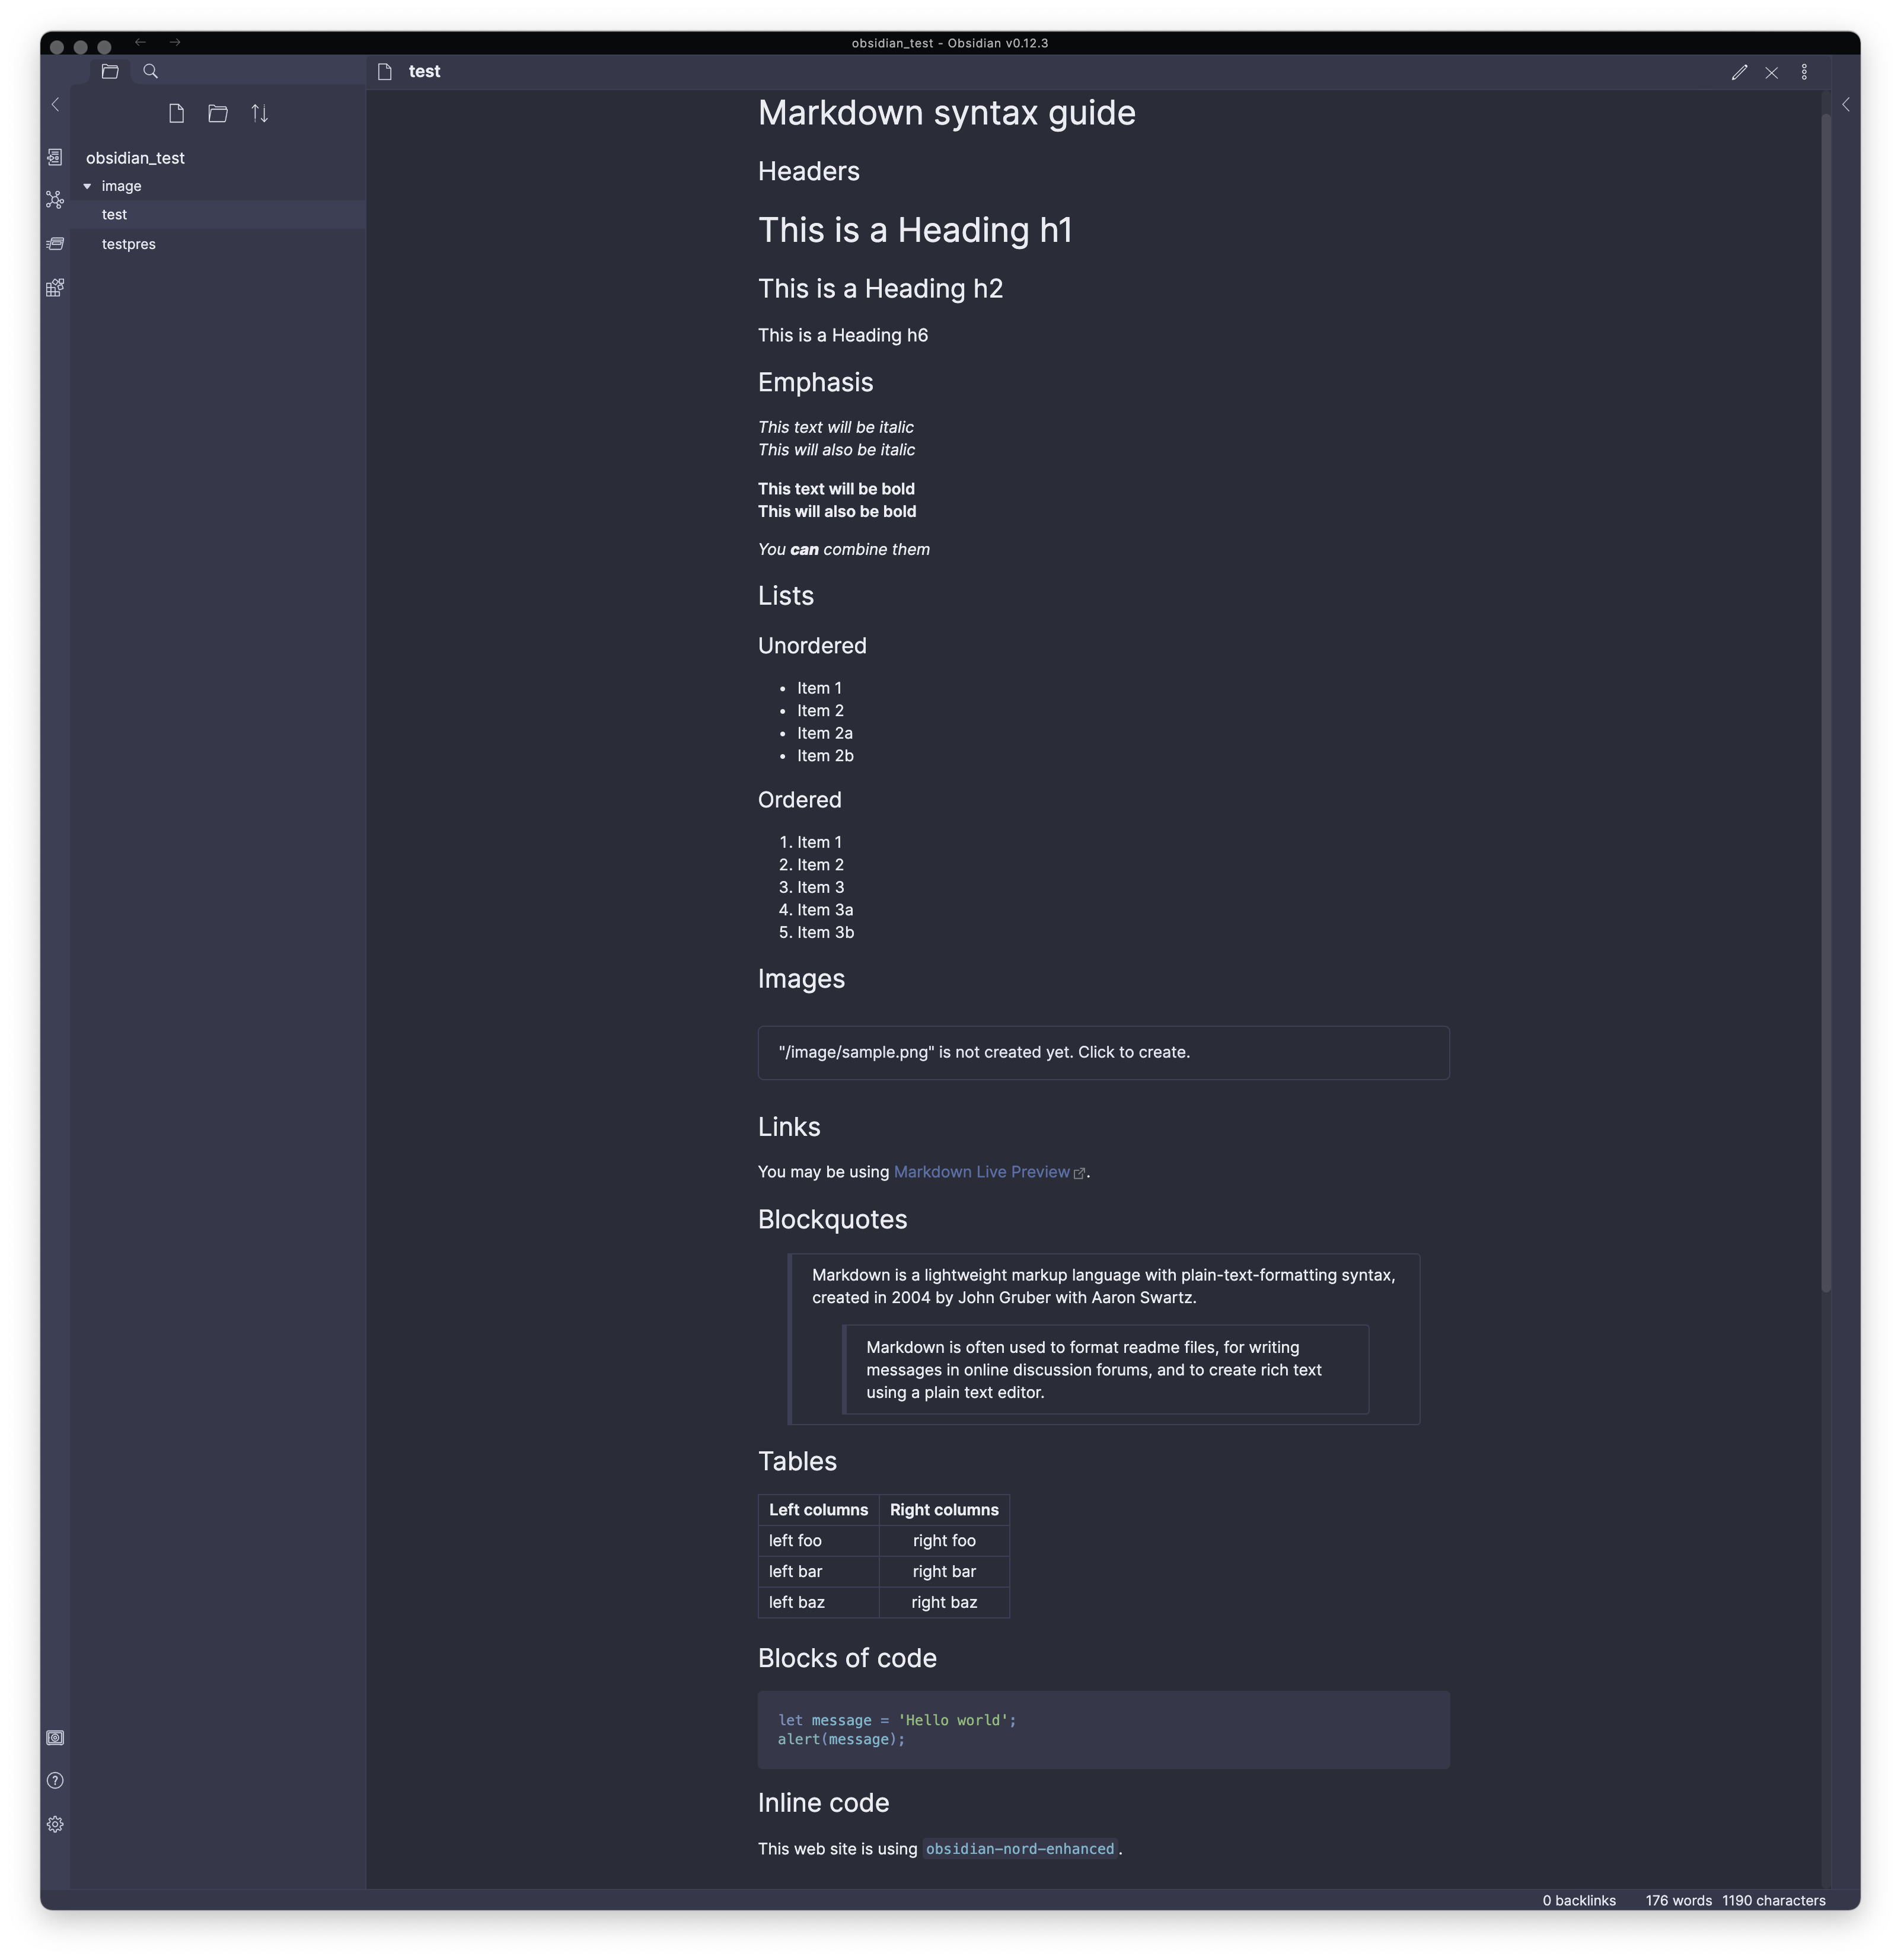 obsidian_test - Obsidian v0.12.3
test
obsidian_test
image
test
testpres
Markdown syntax guide
Headers
This is a Heading h1
This is a Heading h2
This is a Heading h6
Emphasis
This text will be italic
This will also be italic
This text will be bold
This will also be bold
You can combine them
Lists
Unordered
• Item 1
• Item 2
• Item 2a
• Item 2b
Ordered
1. Item 1
2. Item 2
3. Item 3
4. Item 3a
5. Item 3b
Images
"/image/sample.png" is not created yet. Click to create.
Links
You may be using Markdown Live Preview.
Blockquotes
Markdown is a lightweight markup language with plain-text-formatting syntax,
created in 2004 by John Gruber with Aaron Swartz.
Markdown is often used to format readme files, for writing
messages in online discussion forums, and to create rich text
using a plain text editor.
Tables
Left columns Right columns
left foo right foo
left bar right bar
left baz right baz
Blocks of code
let message = 'Hello world';
alert(message);
Inline code
This web site is using obsidian-nord-enhanced.
0 backlinks 176 words 1190 characters